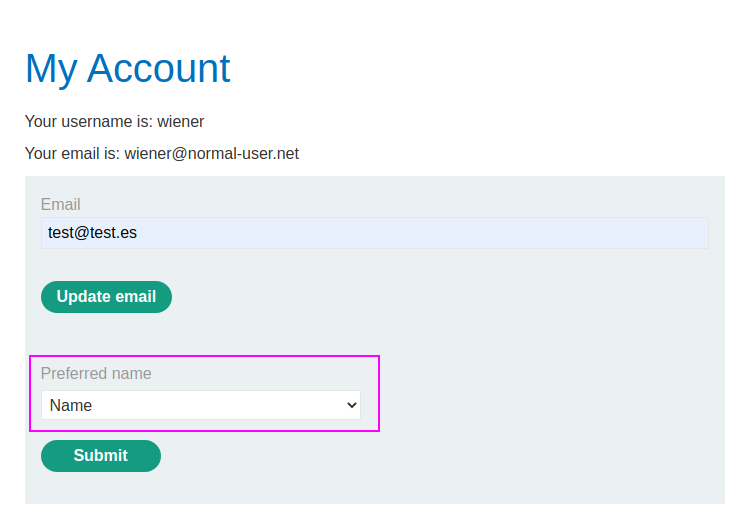 My Account
Your username is: wiener
Your email is: wiener@normal-user.net
Email
test@test.es
Update email
Preferred name
Name
Submit